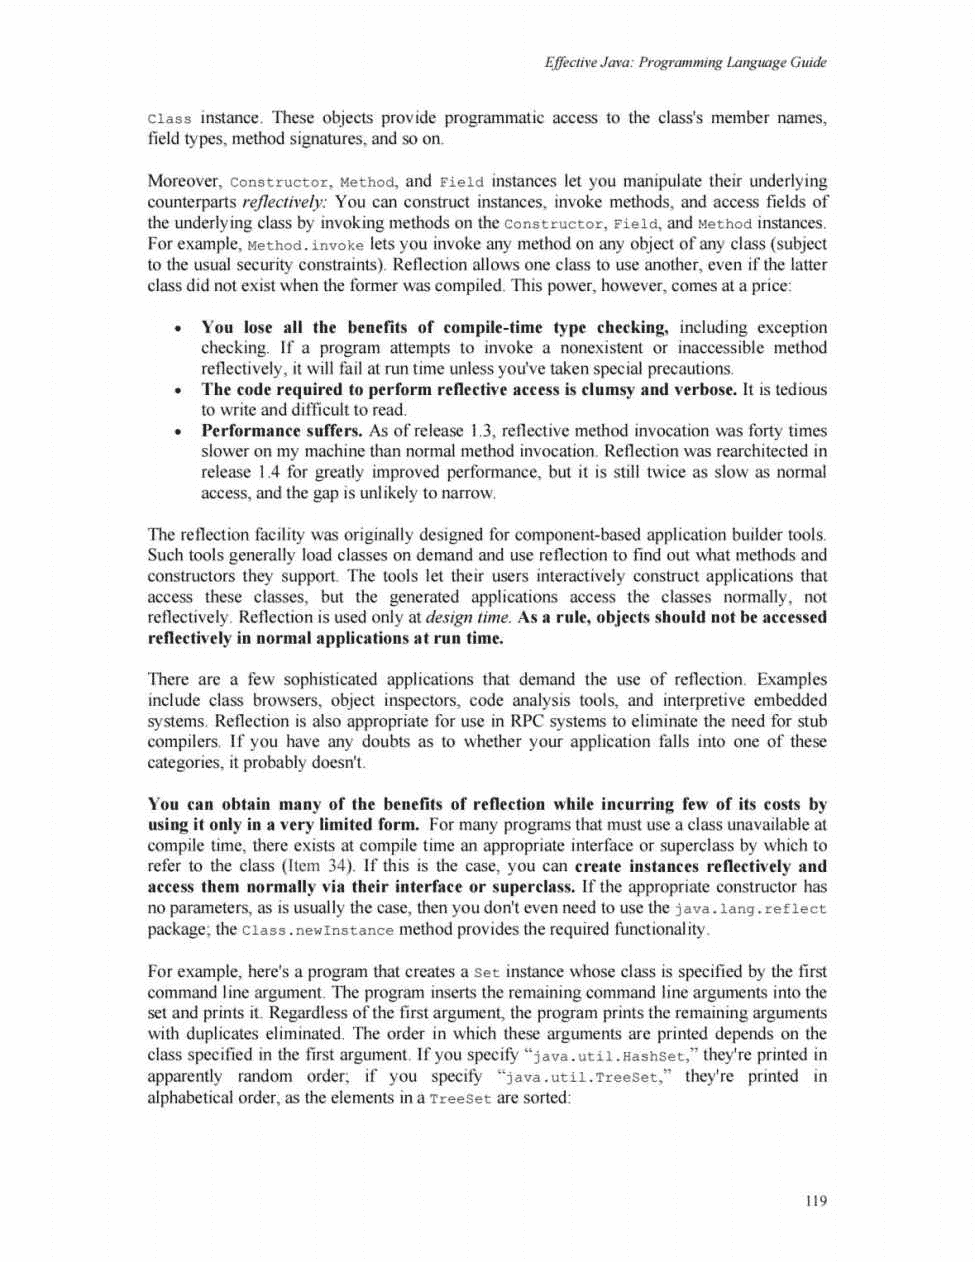 Effective Java: Programming Language Guide
Class instance. These objects provide programmatic access to the class's member names,
field types, method signatures, and so on.
Moreover, Constructor, Method, and Field instances let you manipulate their underlying
counterparts reflectively: You can construct instances, invoke methods, and access fields of
the underlying class by invoking methods on the Constructor, Field, and Method instances.
For example, Method.invoke lets you invoke any method on any object of any class (subject
to the usual security constraints). Reflection allows one class to use another, even if the latter
class did not exist when the former was compiled. This power, however, comes at a price:
• You lose all the benefits of compile-time type checking, including exception
checking. If a program attempts to invoke a nonexistent or inaccessible method
reflectively, it will fail at run time unless you've taken special precautions.
• The code required to perform reflective access is clumsy and verbose. It is tedious
to write and difficult to read.
• Performance suffers. As of release 1.3, reflective method invocation was forty times
slower on my machine than normal method invocation. Reflection was rearchitected in
release 1.4 for greatly improved performance, but it is still twice as slow as normal
access, and the gap is unlikely to narrow.
The reflection facility was originally designed for component-based application builder tools.
Such tools generally load classes on demand and use reflection to find out what methods and
constructors they support. The tools let their users interactively construct applications that
access these classes, but the generated applications access the classes normally, not
reflectively. Reflection is used only at design time. As a rule, objects should not be accessed
reflectively in normal applications at run time.
There are a few sophisticated applications that demand the use of reflection. Examples
include class browsers, object inspectors, code analysis tools, and interpretive embedded
systems. Reflection is also appropriate for use in RPC systems to eliminate the need for stub
compilers. If you have any doubts as to whether your application falls into one of these
categories, it probably doesn't.
You can obtain many of the benefits of reflection while incurring few of its costs by
using it only in a very limited form. For many programs that must use a class unavailable at
compile time, there exists at compile time an appropriate interface or superclass by which to
refer to the class (Item 34). If this is the case, you can create instances reflectively and
access them normally via their interface or superclass. If the appropriate constructor has
no parameters, as is usually the case, then you don't even need to use the java.lang.reflect
package; the Class.newInstance method provides the required functionality.
For example, here's a program that creates a Set instance whose class is specified by the first
command line argument. The program inserts the remaining command line arguments into the
set and prints it. Regardless of the first argument, the program prints the remaining arguments
with duplicates eliminated. The order in which these arguments are printed depends on the
class specified in the first argument. If you specify “java.util.HashSet,” they're printed in
apparently random order; if you specify “java.util.TreeSet,” they're printed in
alphabetical order, as the elements in a TreeSet are sorted:
119